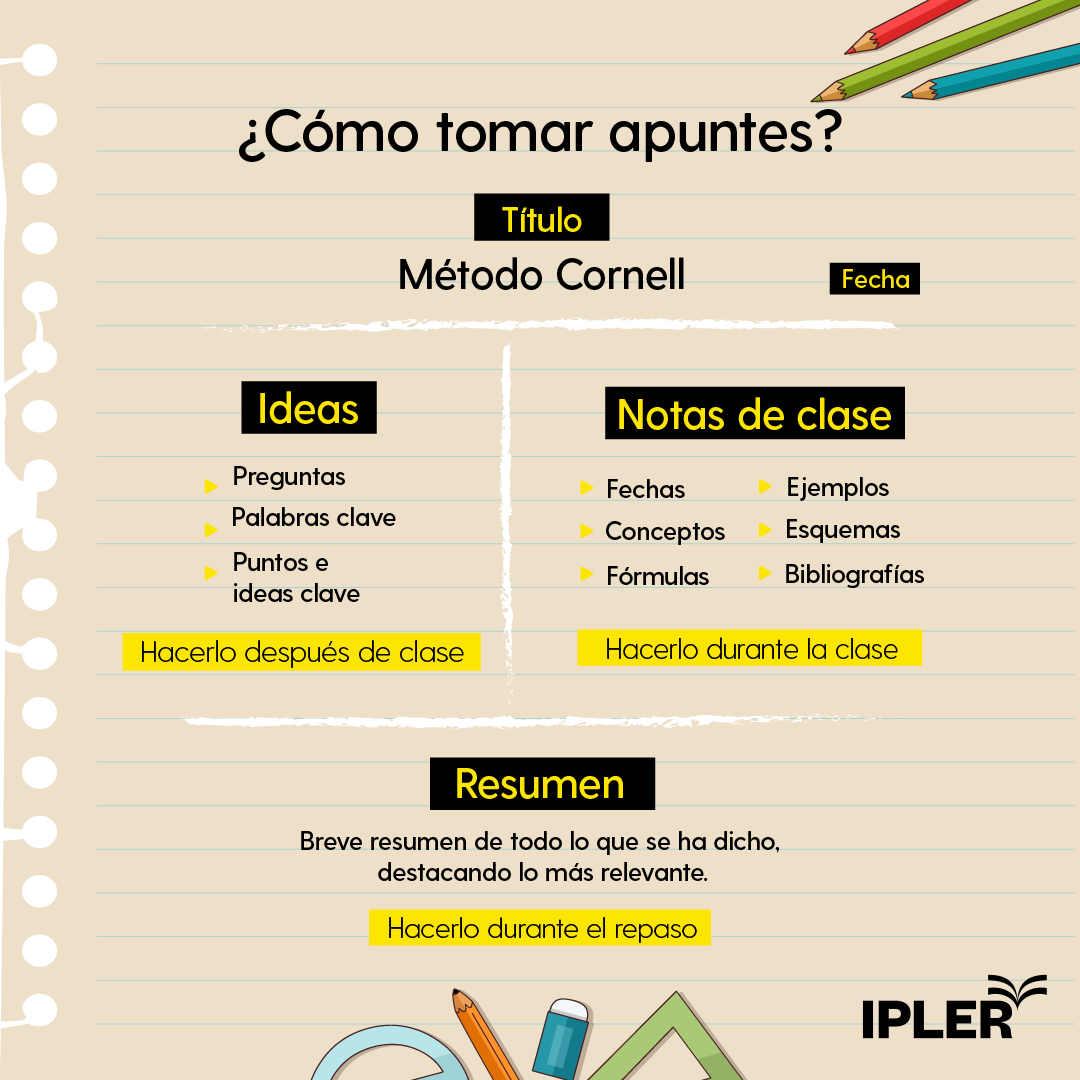 ¿Cómo tomar apuntes?
Título
Método Cornell
Fecha
Ideas
Preguntas
Palabras clave
Puntos e
ideas clave
Hacerlo después de clase
Notas de clase
Fechas
Conceptos
Fórmulas
Ejemplos
Esquemas
Bibliografías
Hacerlo durante la clase
Resumen
Breve resumen de todo lo que se ha dicho,
destacando lo más relevante.
Hacerlo durante el repaso
IPLER